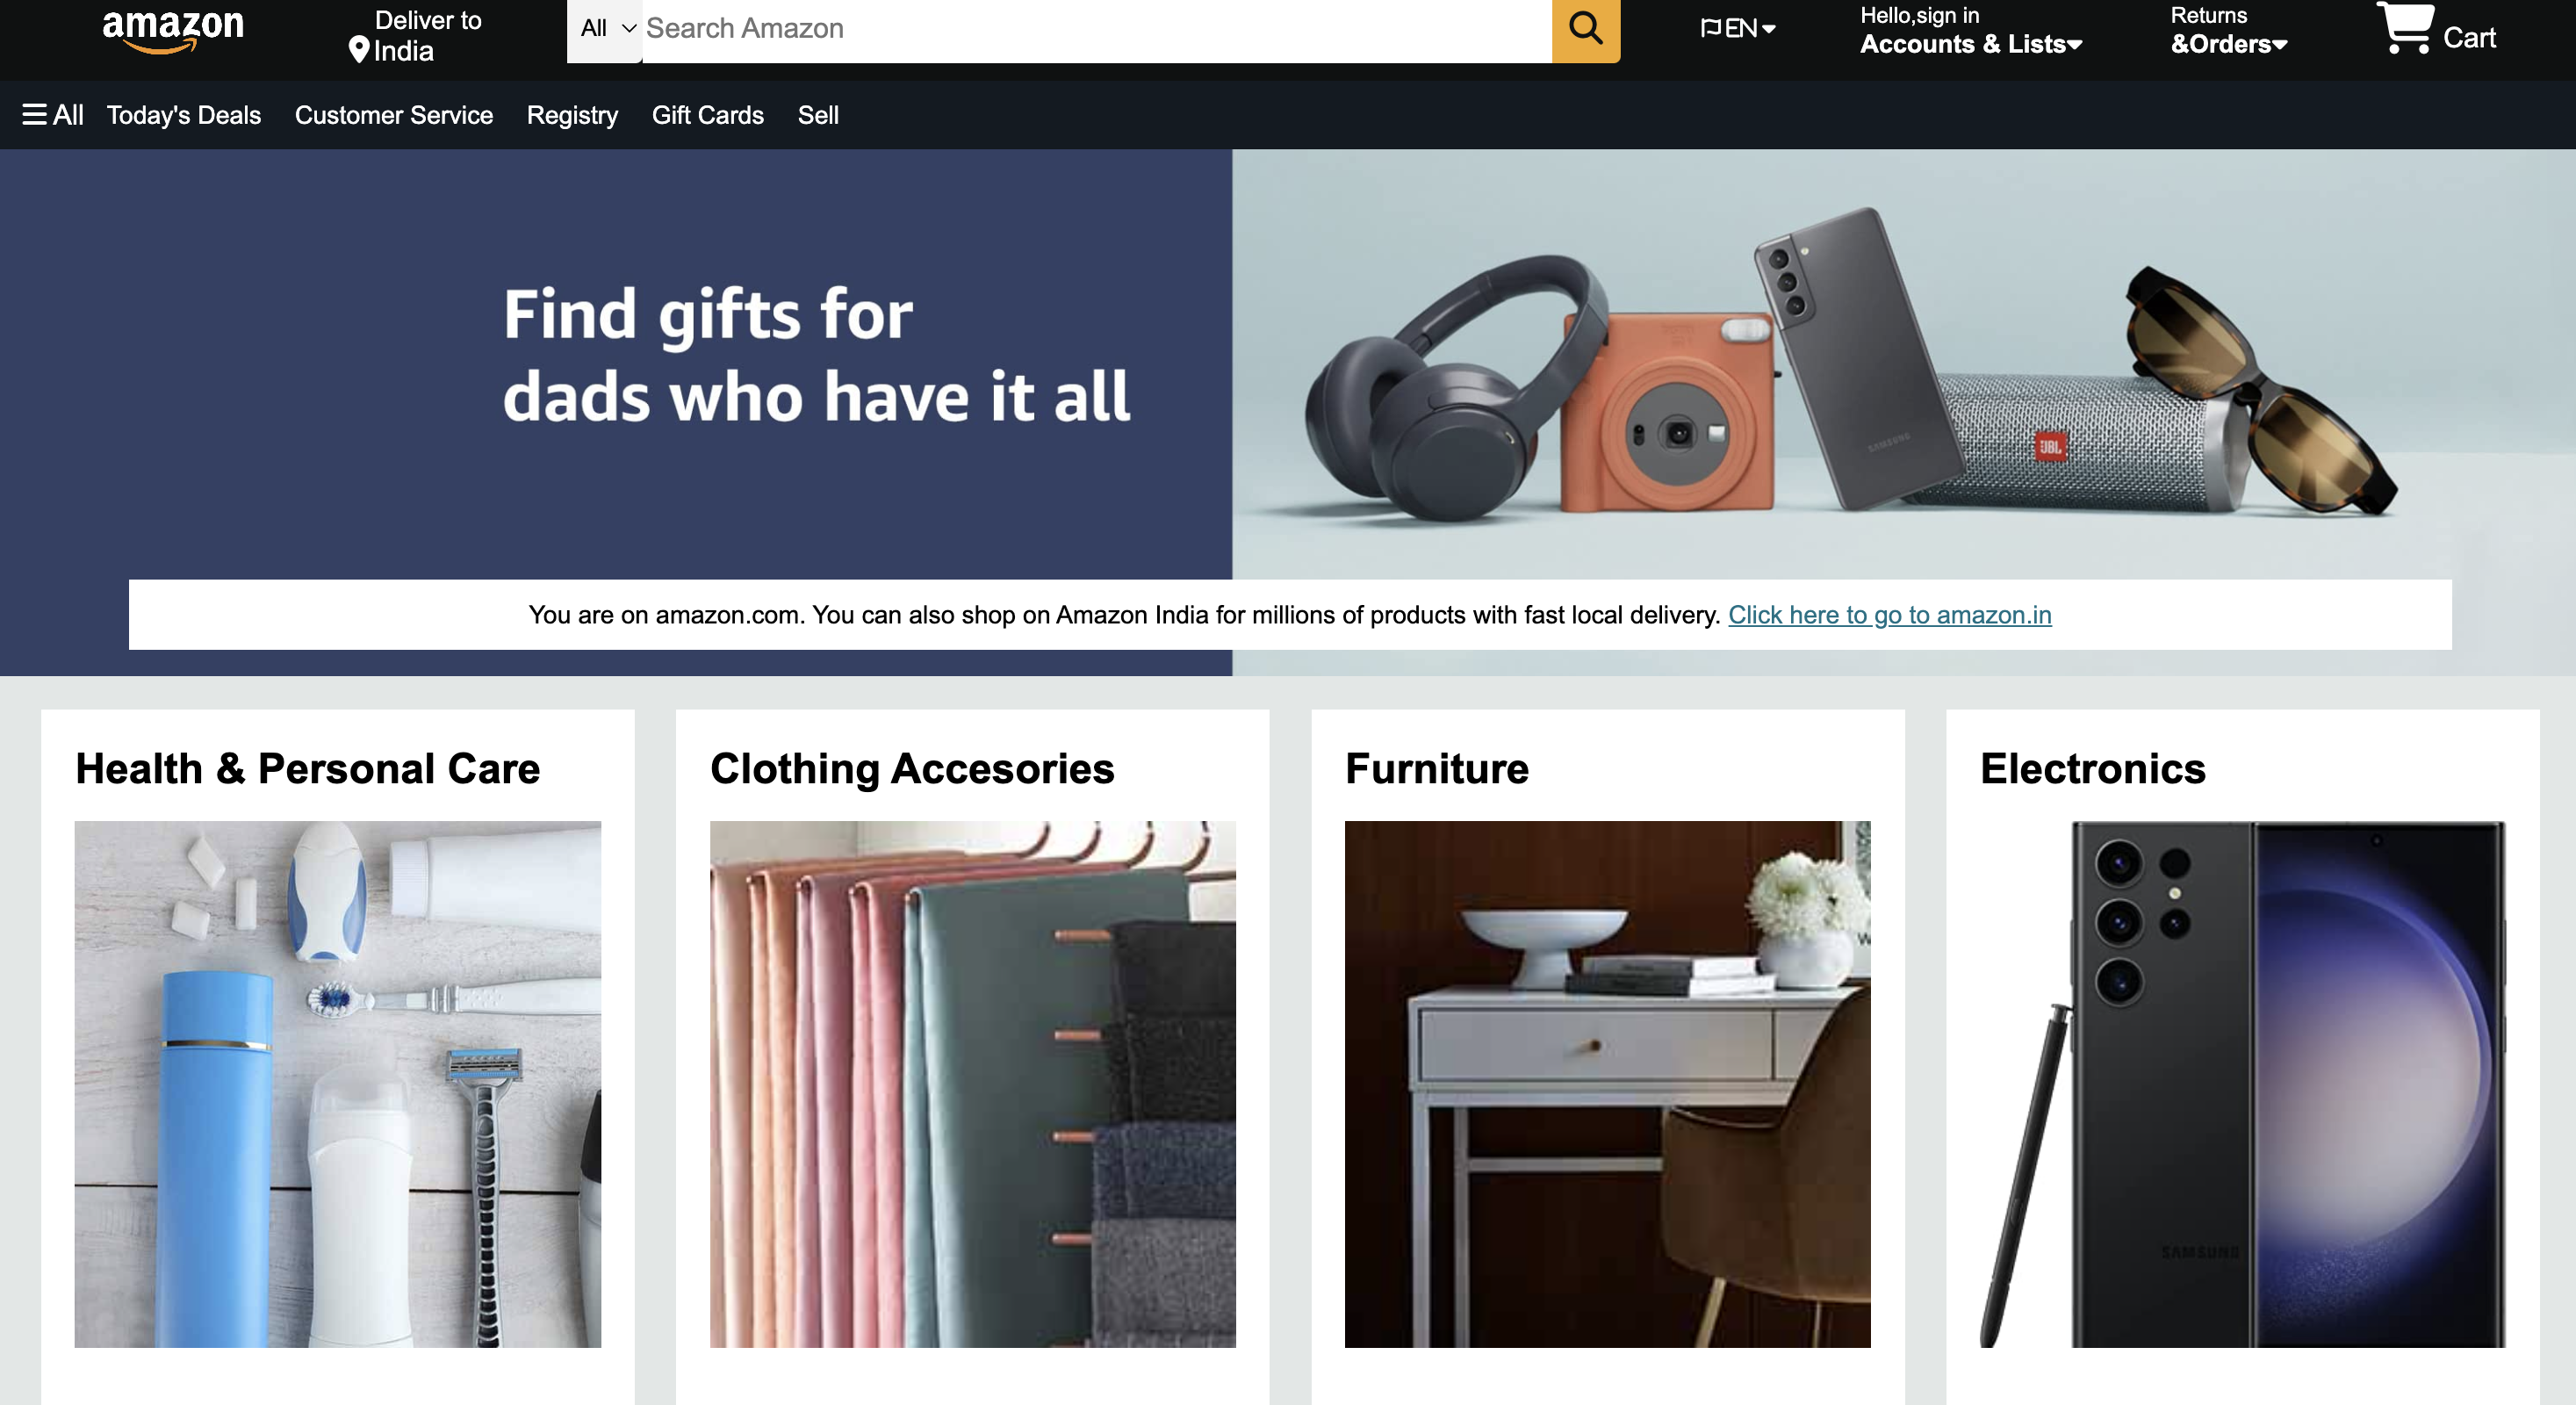 amazon
Deliver to
India
All
Search Amazon
EN
Hello,sign in
Accounts & Lists
Returns
&Orders
Cart
All
Today's Deals
Customer Service
Registry
Gift Cards
Sell
Find gifts for
dads who have it all
SAMSUNG
JBL
You are on amazon.com. You can also shop on Amazon India for millions of products with fast local delivery. Click here to go to amazon.in
Health & Personal Care
Clothing Accesories
Furniture
Electronics
SAMSUNG